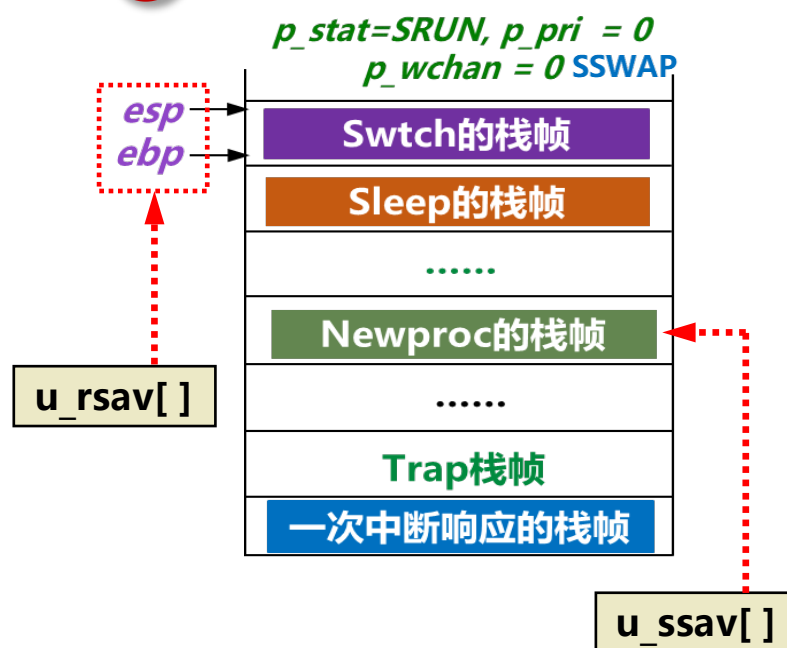 p_stat=SRUN, p_pri = 0
p_wchan = 0 SSWAP
esp
ebp
Swtch的栈帧
Sleep的栈帧
……
Newproc的栈帧
u_rsav[ ]
……
Trap栈帧
一次中断响应的栈帧
u_ssav[ ]